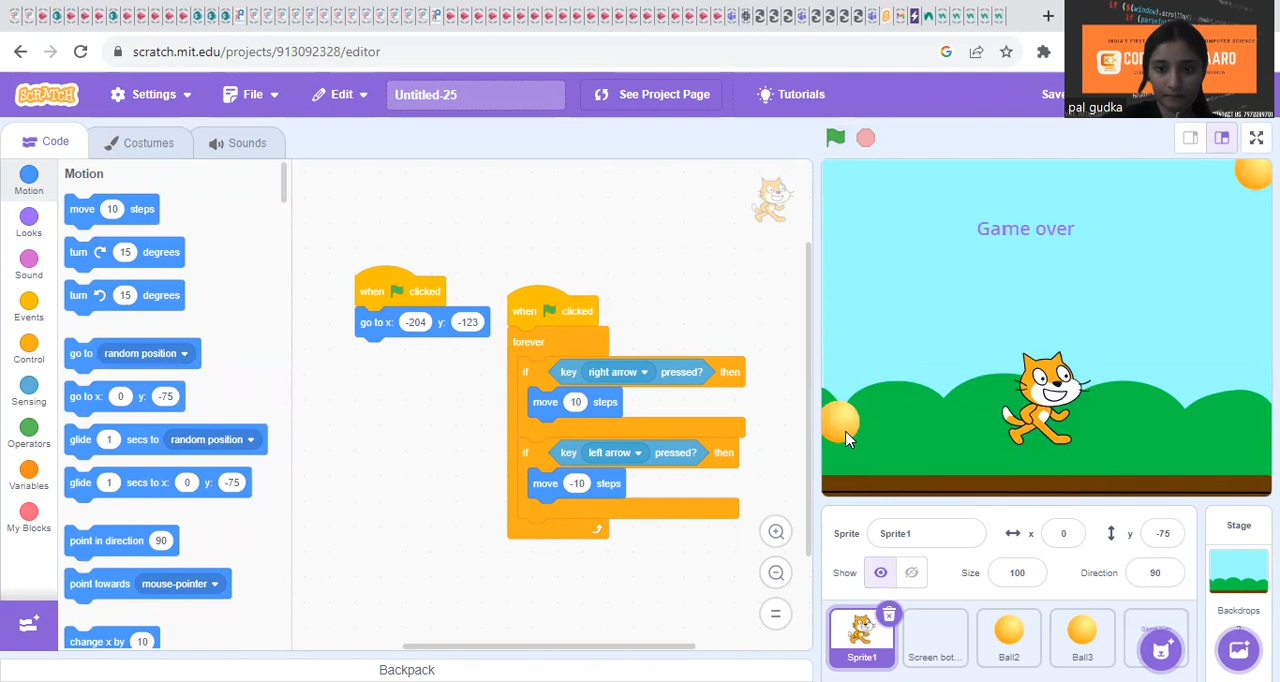 scratch.mit.edu/projects/913092328/editor
SCRATCH
Settings
File
Edit
Untitled-25
See Project Page
Tutorials
Save
pal gudka
Code
Costumes
Sounds
Motion
Looks
Sound
Events
Control
Sensing
Operators
Variables
My Blocks
Motion
move 10 steps
turn 15 degrees
turn 15 degrees
go to random position
go to x: 0 y: -75
glide 1 secs to random position
glide 1 secs to x: 0 y: -75
point in direction 90
point towards mouse-pointer
change x by 10
when clicked
go to x: -204 y: -123
when clicked
forever
if key right arrow pressed? then
move 10 steps
if key left arrow pressed? then
move -10 steps
Backpack
Game over
Sprite Sprite1 x 0 y -75
Show Size 100 Direction 90
Sprite1
Screen bot...
Ball2
Ball3
Stage
Backdrops